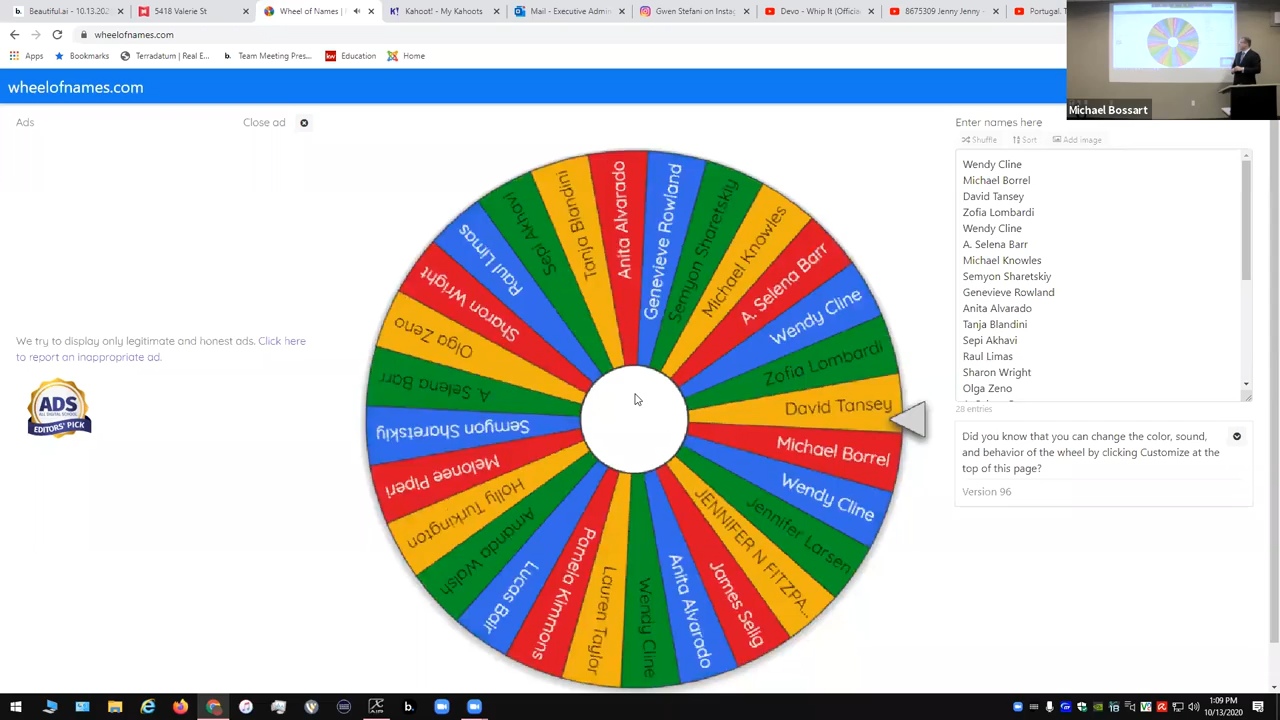 Beautiful.ai - 10.13.202
5418 Valerie St
Wheel of Names |
Kahoot! - My Kahoots
Mail - Executive Admin
Gwen Stefani on Insta
Devo - Whip It (Officia
8675309 Jenny Jenny -
Portugal. T
wheelofnames.com
Apps
Bookmarks
Terradatum | Real E...
b. Team Meeting Pres...
kw Education
Home
wheelofnames.com
Michael Bossart
Ads
Close ad
Enter names here
Shuffle
Sort
Add image
Wendy Cline
Michael Borrel
David Tansey
Zofia Lombardi
Wendy Cline
A. Selena Barr
Michael Knowles
Semyon Sharetskiy
Genevieve Rowland
Anita Alvarado
Tanja Blandini
Sepi Akhavi
Raul Limas
Sharon Wright
Olga Zeno
28 entries
Did you know that you can change the color, sound,
and behavior of the wheel by clicking Customize at the
top of this page?
Version 96
We try to display only legitimate and honest ads. Click here
to report an inappropriate ad.
ADS
ALL DIGITAL SCHOOL
EDITORS' PICK
Anita Alvarado
Genevieve Rowland
Semyon Sharetskiy
Michael Knowles
A. Selena Barr
Wendy Cline
Zofia Lombardi
David Tansey
Michael Borrel
Wendy Cline
Jennifer Larsen
JENNIFER N FITZPA...
James Selig
Anita Alvarado
Wendy Cline
Lauren Taylor
Pamela Kimmons
Lucas Bair
Amanda Walsh
Holly Turkington
Melonee Piperi
Semyon Sharetskiy
A. Selena Barr
Olga Zeno
Sharon Wright
Raul Limas
Sepi Akhavi
Tanja Blandini
1:09 PM
10/13/2020